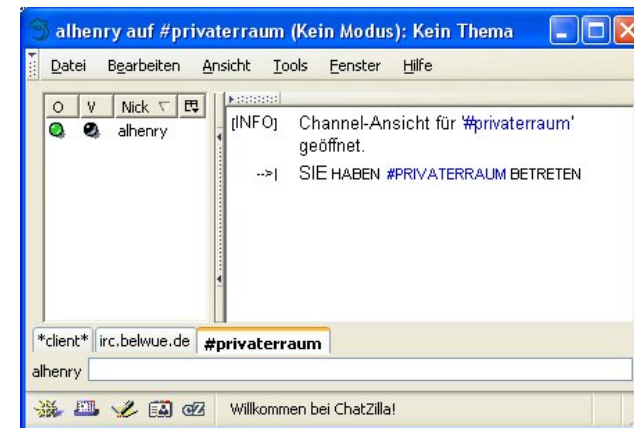 alhenry auf #privaterraum (Kein Modus): Kein Thema
Datei Bearbeiten Ansicht Tools Fenster Hilfe
O V Nick
alhenry
[INFO] Channel-Ansicht für '#privaterraum'
geöffnet.
-->| SIE HABEN #PRIVATERRAUM BETRETEN
*client* irc.belwue.de #privaterraum
alhenry
cZ Willkommen bei ChatZilla!